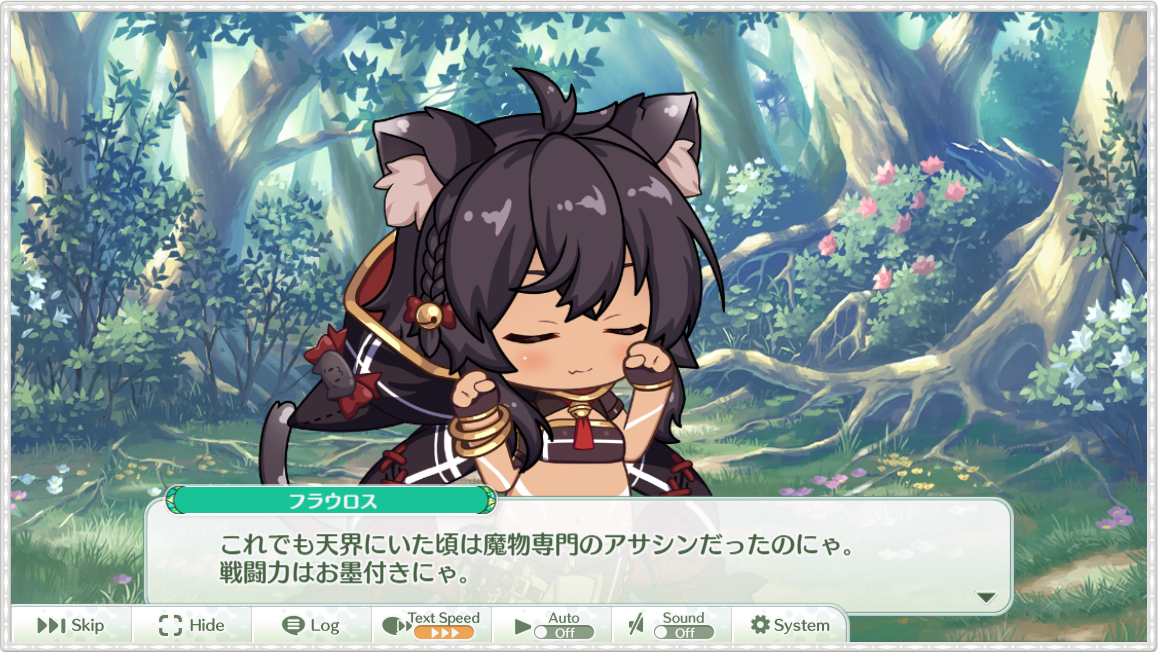 フラウロス
これでも天界にいた頃は魔物専門のアサシンだったのにゃ。
戦闘力はお墨付きにゃ。
Skip
Hide
Log
Text Speed
Auto
Off
Sound
Off
System